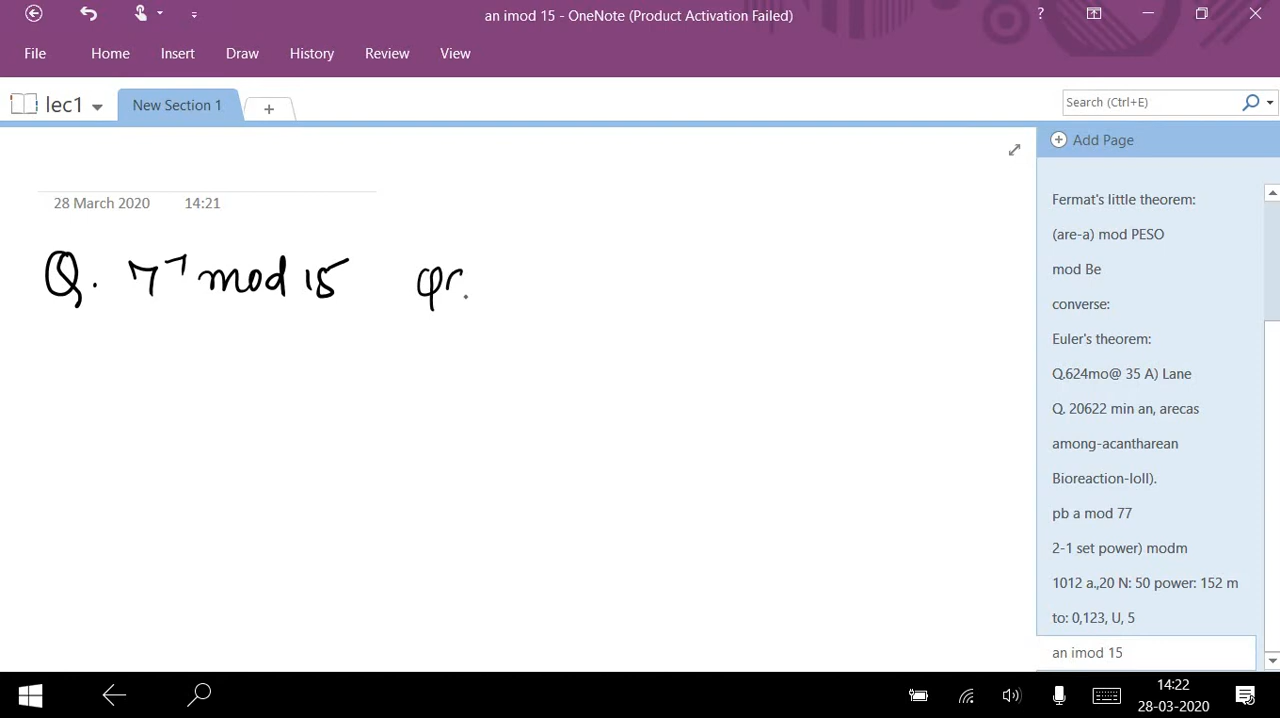 an imod 15 - OneNote (Product Activation Failed)
?
File Home Insert Draw History Review View
lec1 New Section 1 +
Search (Ctrl+E)
Add Page
28 March 2020 14:21
Q. 7⁷ mod 15
Fermat's little theorem:
(are-a) mod PESO
mod Be
converse:
Euler's theorem:
Q.624mo@ 35 A) Lane
Q. 20622 min an, arecas
among-acantharean
Bioreaction-loll).
pb a mod 77
2-1 set power) modm
1012 a.,20 N: 50 power: 152 m
to: 0,123, U, 5
an imod 15
14:22
28-03-2020